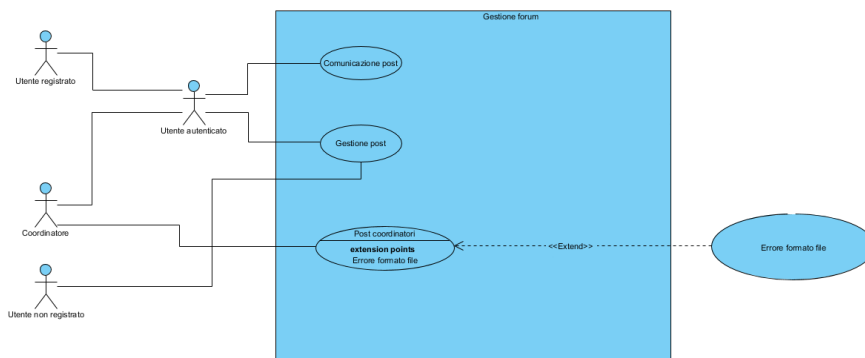 Gestione forum
Utente registrato
Comunicazione post
Utente autenticato
Gestione post
Coordinatore
Post coordinatori
extension points
Errore formato file
<<Extend>>
Errore formato file
Utente non registrato